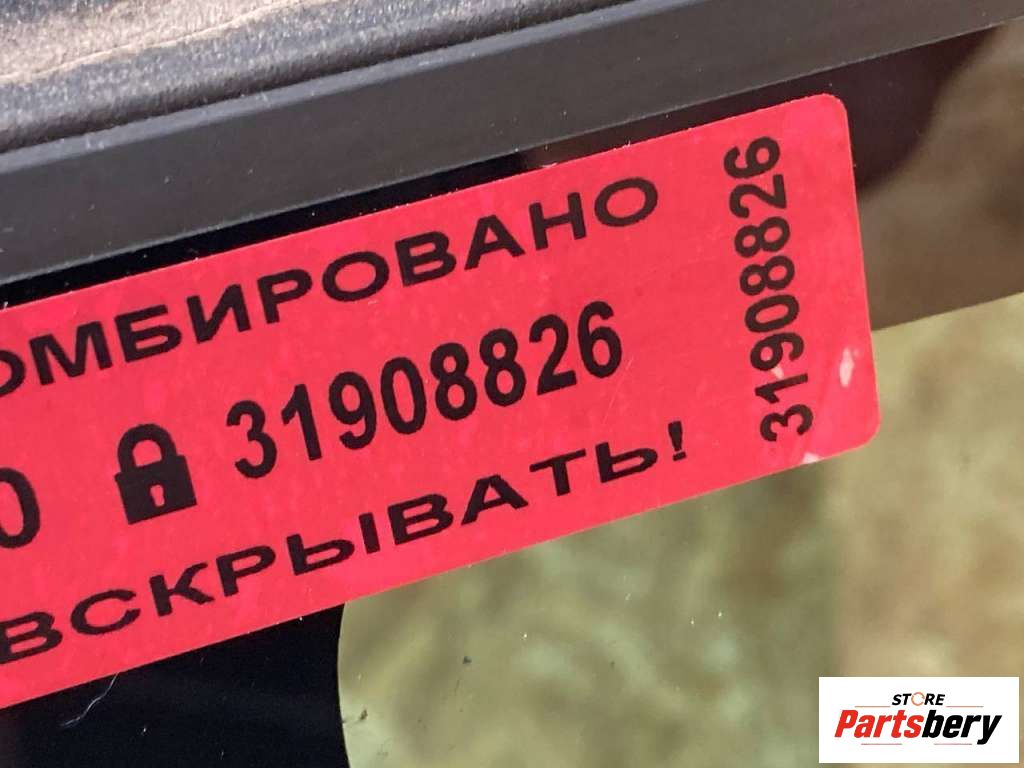 ОМБИРОВАНО
0 31908826
ВСКРЫВАТЬ!
31908826
STORE
Partsbery